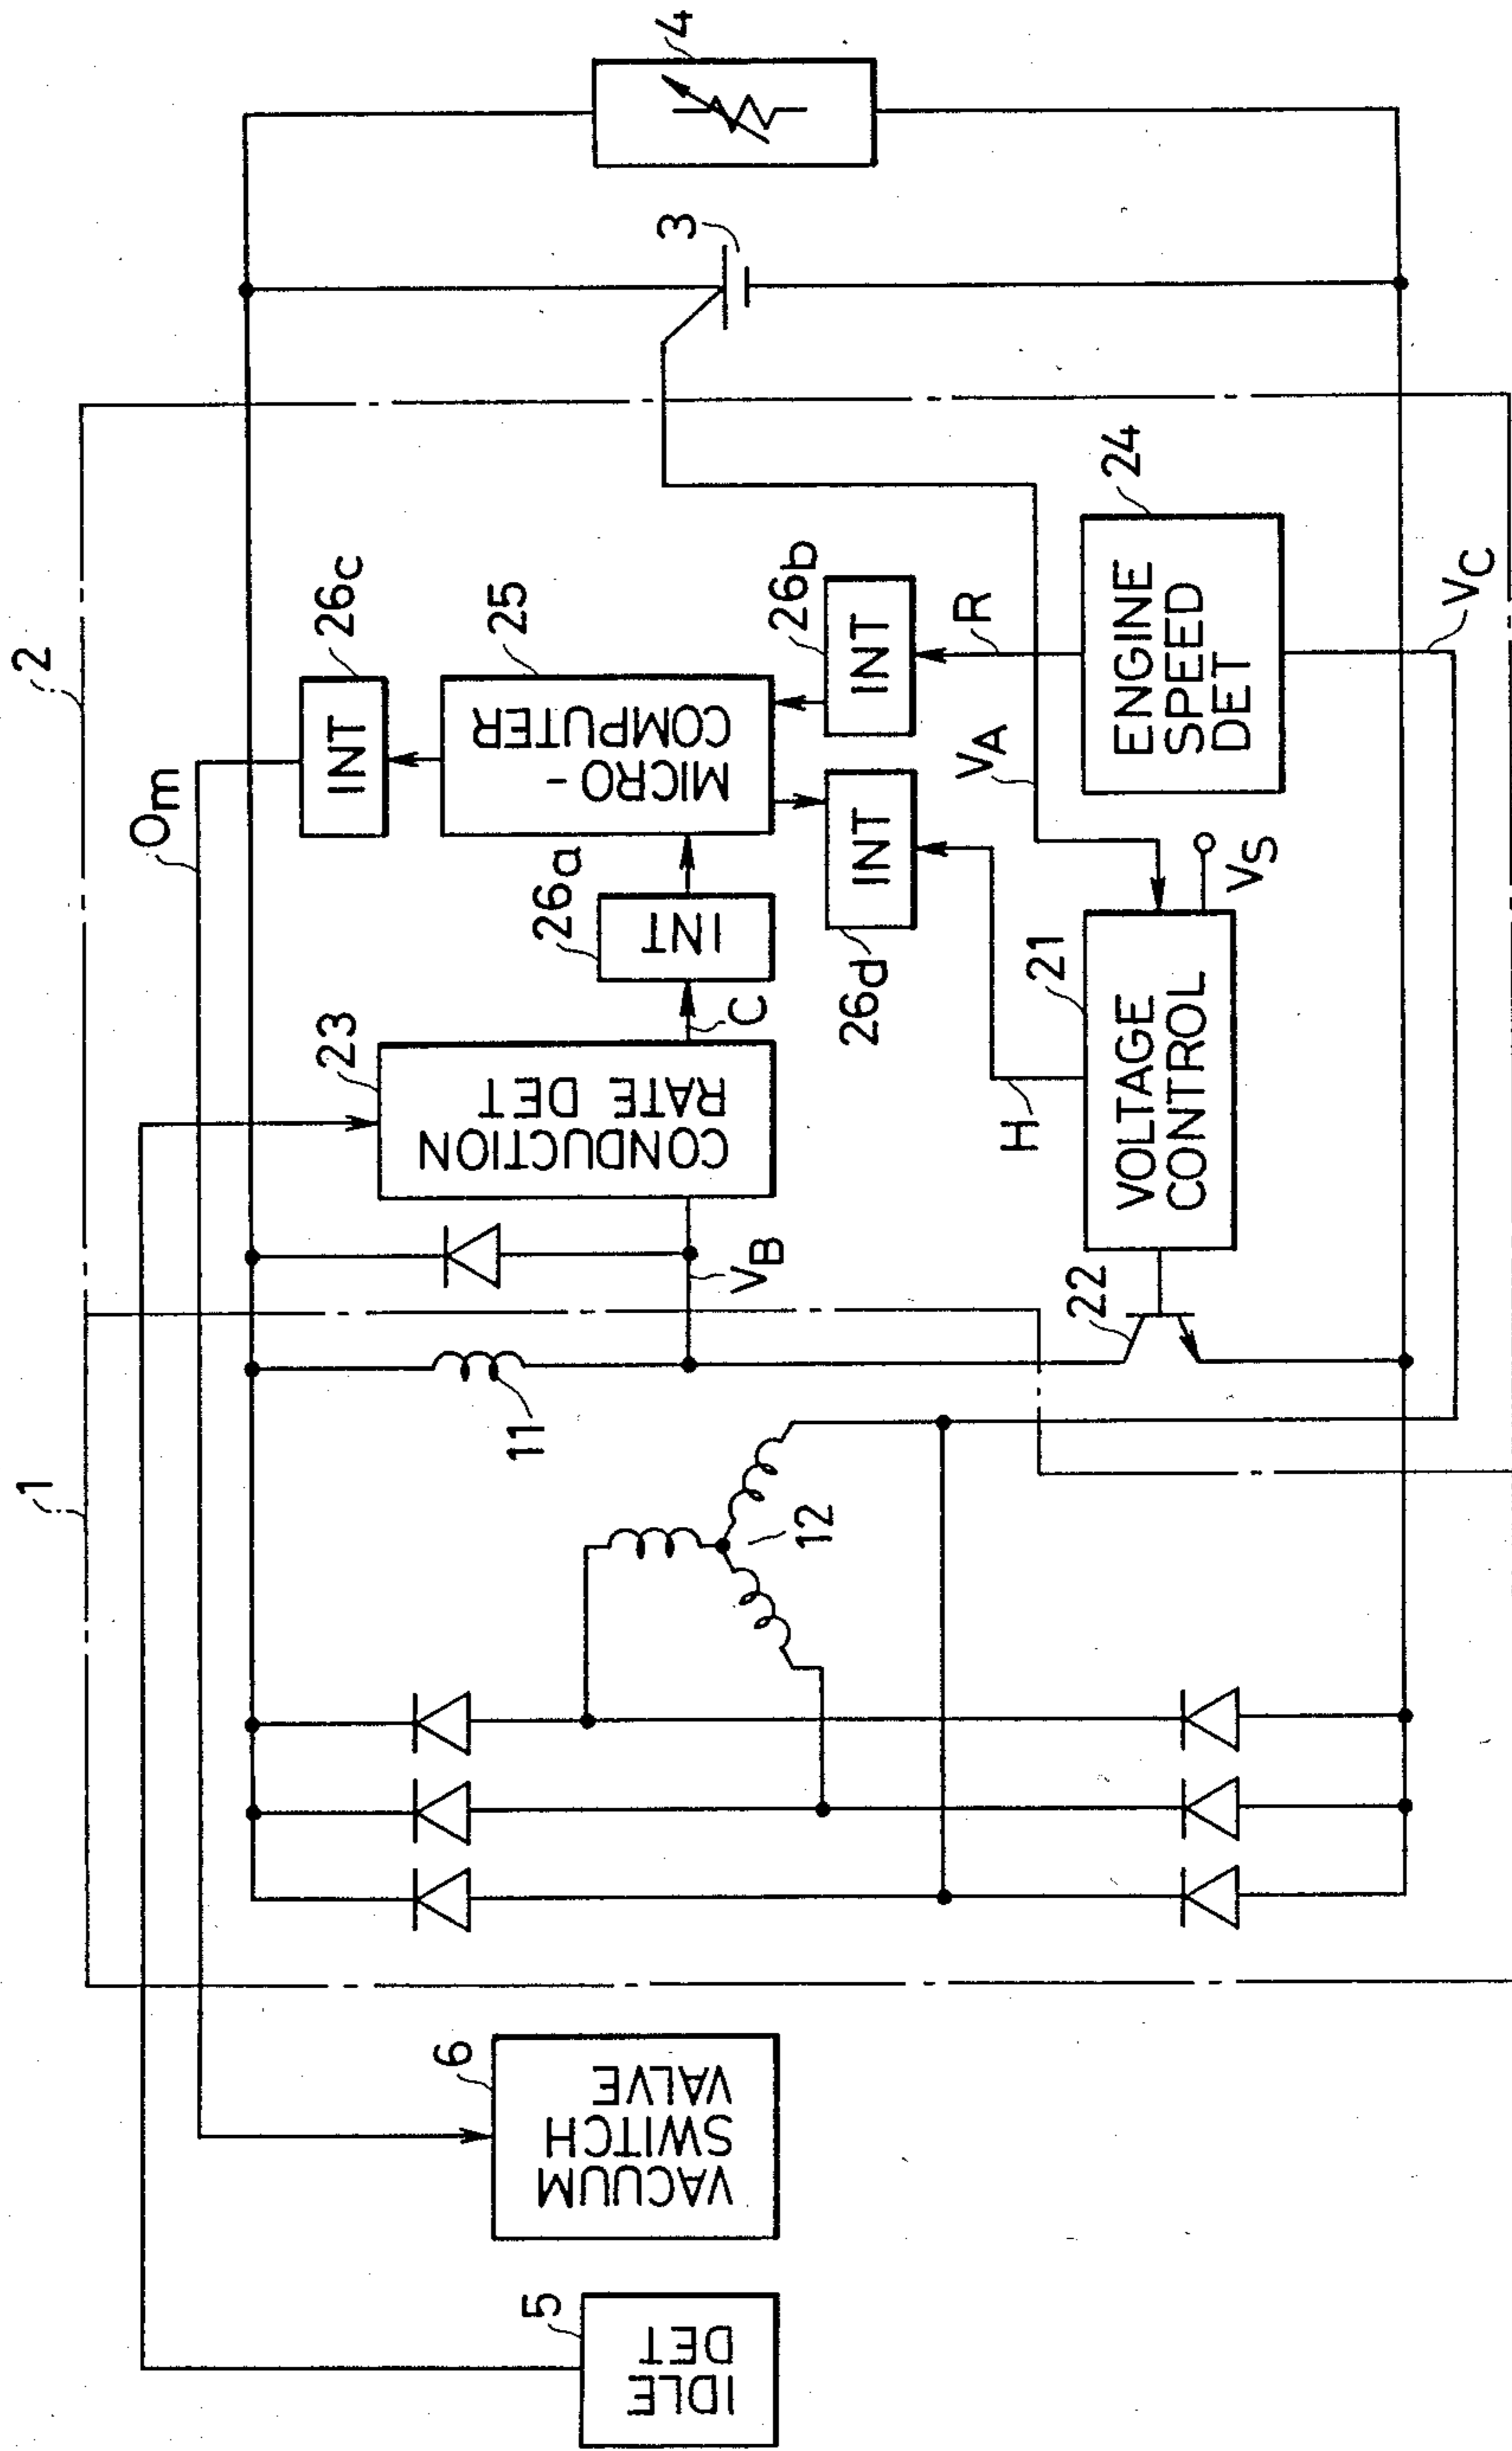 1
2
Om
5
IDLE
DET
6
VACUUM
SWITCH
VALVE
11
12
VB
23
CONDUCTION
RATE DET
C
26a
INT
25
MICRO-
COMPUTER
26c
INT
26d
INT
26b
INT
H
R
VA
22
21
VOLTAGE
CONTROL
VS
24
ENGINE
SPEED
DET
VC
3
4